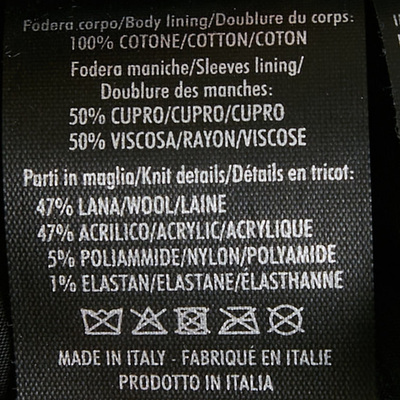 Fodera corpo/Body lining/Doublure du corps:
100% COTONE/COTTON/COTON
Fodera maniche/Sleeves lining/
Doublure des manches:
50% CUPRO/CUPRO/CUPRO
50% VISCOSA/RAYON/VISCOSE
Parti in maglia/Knit details/Détails en tricot:
47% LANA/WOOL/LAINE
47% ACRILICO/ACRYLIC/ACRYLIQUE
5% POLIAMMIDE/NYLON/POLYAMIDE
1% ELASTAN/ELASTANE/ÉLASTHANNE
MADE IN ITALY - FABRIQUÉ EN ITALIE
PRODOTTO IN ITALIA